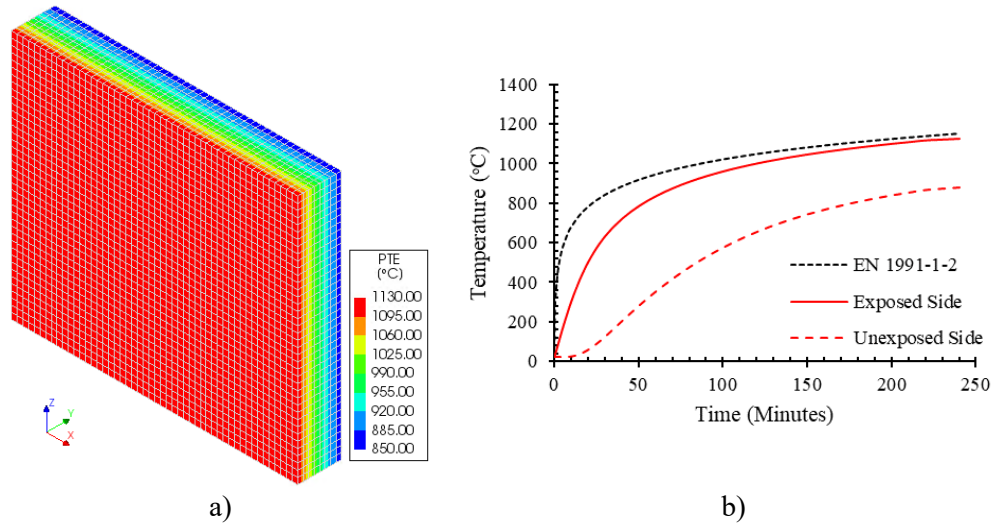 PTE
(°C)
1130.00
1095.00
1060.00
1025.00
990.00
955.00
920.00
885.00
850.00
Z
Y
X
a)
Temperature (°C)
1400
1200
1000
800
600
400
200
0
EN 1991-1-2
Exposed Side
Unexposed Side
0 50 100 150 200 250
Time (Minutes)
b)